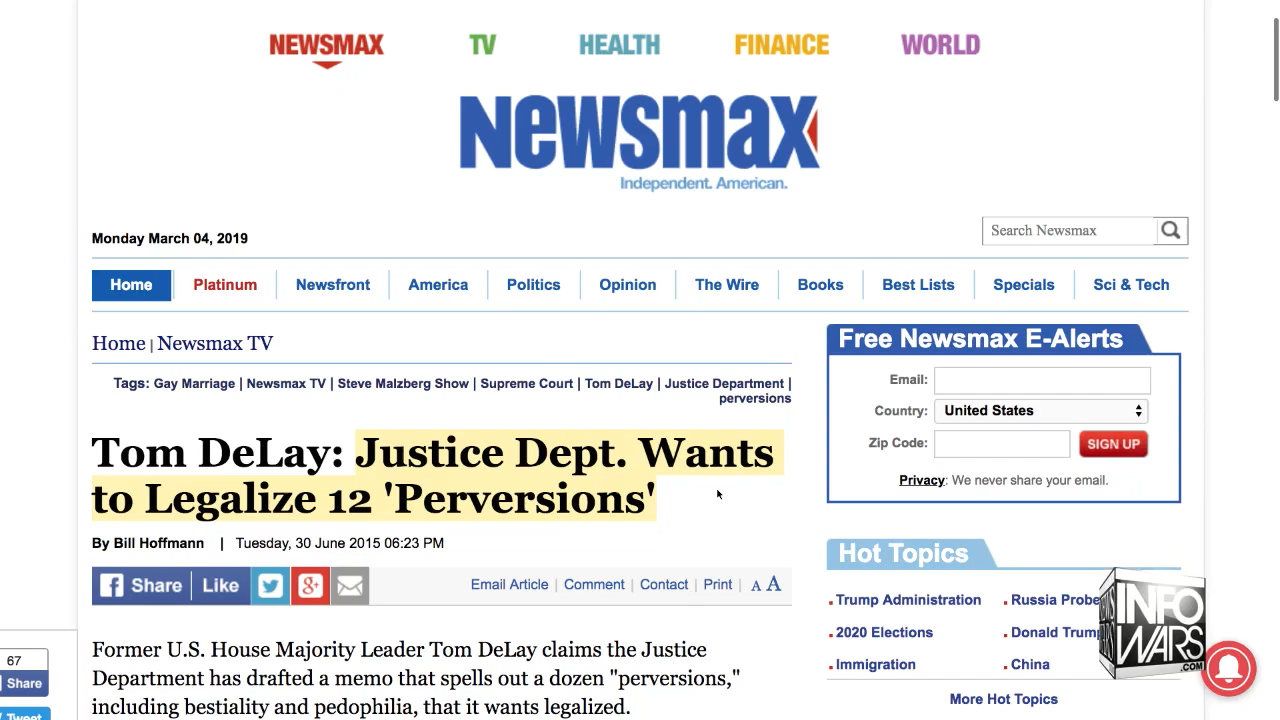 NEWSMAX TV HEALTH FINANCE WORLD
Newsmax
Independent. American.
Search Newsmax
Monday March 04, 2019
Home Platinum Newsfront America Politics Opinion The Wire Books Best Lists Specials Sci & Tech
Home | Newsmax TV
Tags: Gay Marriage | Newsmax TV | Steve Malzberg Show | Supreme Court | Tom DeLay | Justice Department |
perversions
Tom DeLay: Justice Dept. Wants
to Legalize 12 'Perversions'
By Bill Hoffmann | Tuesday, 30 June 2015 06:23 PM
Share Like
Email Article | Comment | Contact | Print | A A
Former U.S. House Majority Leader Tom DeLay claims the Justice
Department has drafted a memo that spells out a dozen "perversions,"
including bestiality and pedophilia, that it wants legalized.
Free Newsmax E-Alerts
Email:
Country: United States
Zip Code: SIGN UP
Privacy: We never share your email.
Hot Topics
Trump Administration Russia Probe
2020 Elections Donald Trump
Immigration China
More Hot Topics
INFO
WARS
.COM
67
Share
Tweet